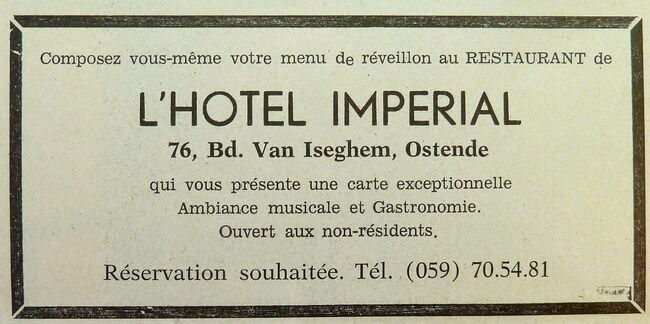 Composez vous-même votre menu de réveillon au RESTAURANT de
L'HOTEL IMPERIAL
76, Bd. Van Iseghem, Ostende
qui vous présente une carte exceptionnelle
Ambiance musicale et Gastronomie.
Ouvert aux non-résidents.
Réservation souhaitée. Tél. (059) 70.54.81